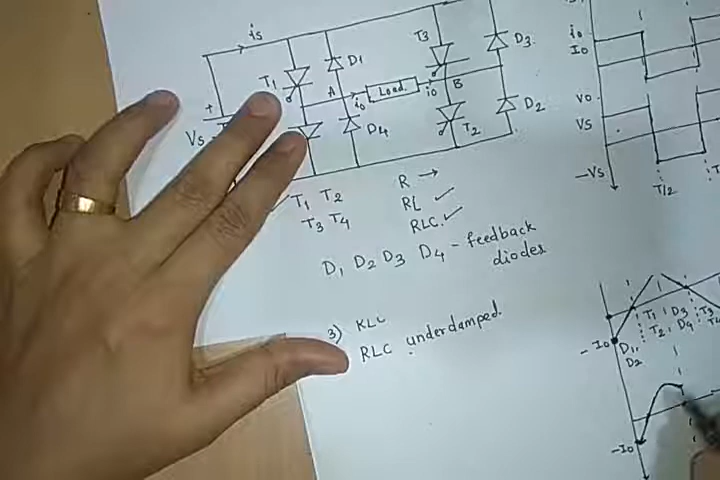 is
T1
D1
T3
D3
A
io
Load
io
B
+
Vs
D4
T2
D2
T1 T2
T3 T4
R →
RL ✓
RLC. ✓
D1 D2 D3 D4 - feedback
diodes
3) RLC
RLC underdamped.
io
Io
Vo
Vs
-Vs
T/2
-Io
D1
D2
T1
T2
D3
D4
T3
-Io